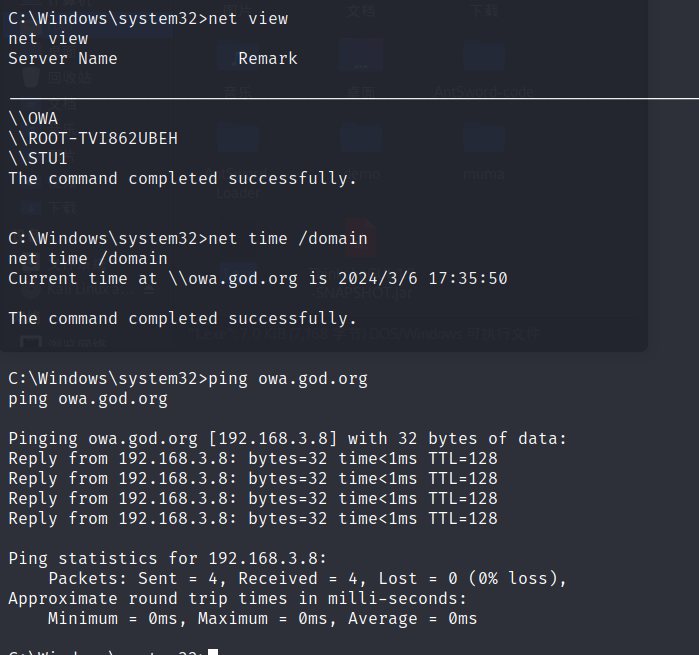 C:\Windows\system32>net view
net view
Server Name            Remark
\\OWA
\\ROOT-TVI862UBEH
\\STU1
The command completed successfully.
C:\Windows\system32>net time /domain
net time /domain
Current time at \\owa.god.org is 2024/3/6 17:35:50
The command completed successfully.
C:\Windows\system32>ping owa.god.org
ping owa.god.org
Pinging owa.god.org [192.168.3.8] with 32 bytes of data:
Reply from 192.168.3.8: bytes=32 time<1ms TTL=128
Reply from 192.168.3.8: bytes=32 time<1ms TTL=128
Reply from 192.168.3.8: bytes=32 time<1ms TTL=128
Reply from 192.168.3.8: bytes=32 time<1ms TTL=128
Ping statistics for 192.168.3.8:
    Packets: Sent = 4, Received = 4, Lost = 0 (0% loss),
Approximate round trip times in milli-seconds:
    Minimum = 0ms, Maximum = 0ms, Average = 0ms
C:\Windows\system32>